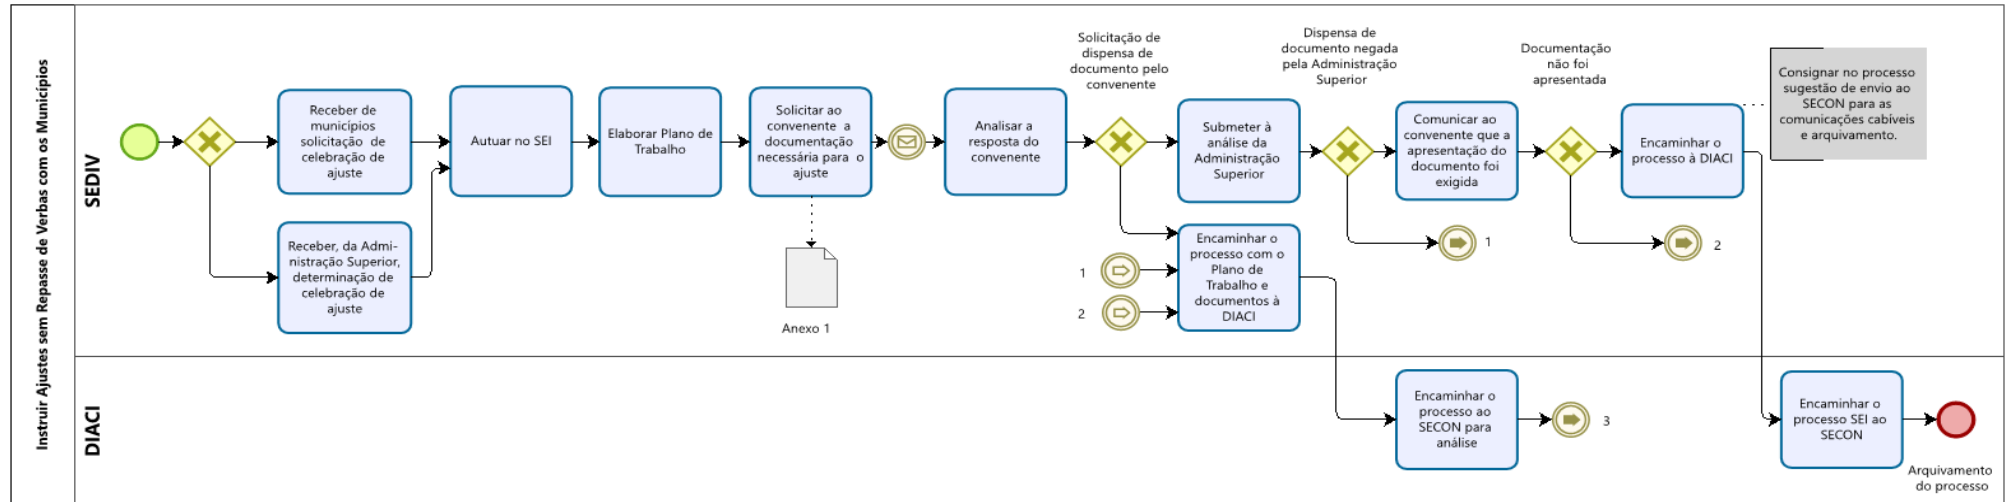 Instruir Ajustes sem Repasse de Verbas com os Municípios
SEDIV
Receber de
municípios
solicitação de
celebração de
ajuste
Receber, da Admi-
nistração Superior,
determinação de
celebração de
ajuste
Autuar no SEI
Elaborar Plano de
Trabalho
Solicitar ao
convenente a
documentação
necessária para o
ajuste
Anexo 1
Analisar a
resposta do
convenente
Solicitação de
dispensa de
documento pelo
convenente
Submeter à
análise da
Administração
Superior
1
2
Encaminhar o
processo com o
Plano de
Trabalho e
documentos à
DIACI
Dispensa de
documento negada
pela Administração
Superior
Comunicar ao
convenente que a
apresentação do
documento foi
exigida
1
Documentação
não foi
apresentada
Encaminhar o
processo à DIACI
2
Consignar no processo
sugestão de envio ao
SECON para as
comunicações cabíveis
e arquivamento.
DIACI
Encaminhar o
processo ao
SECON para
análise
3
Encaminhar o
processo SEI ao
SECON
Arquivamento
do processo